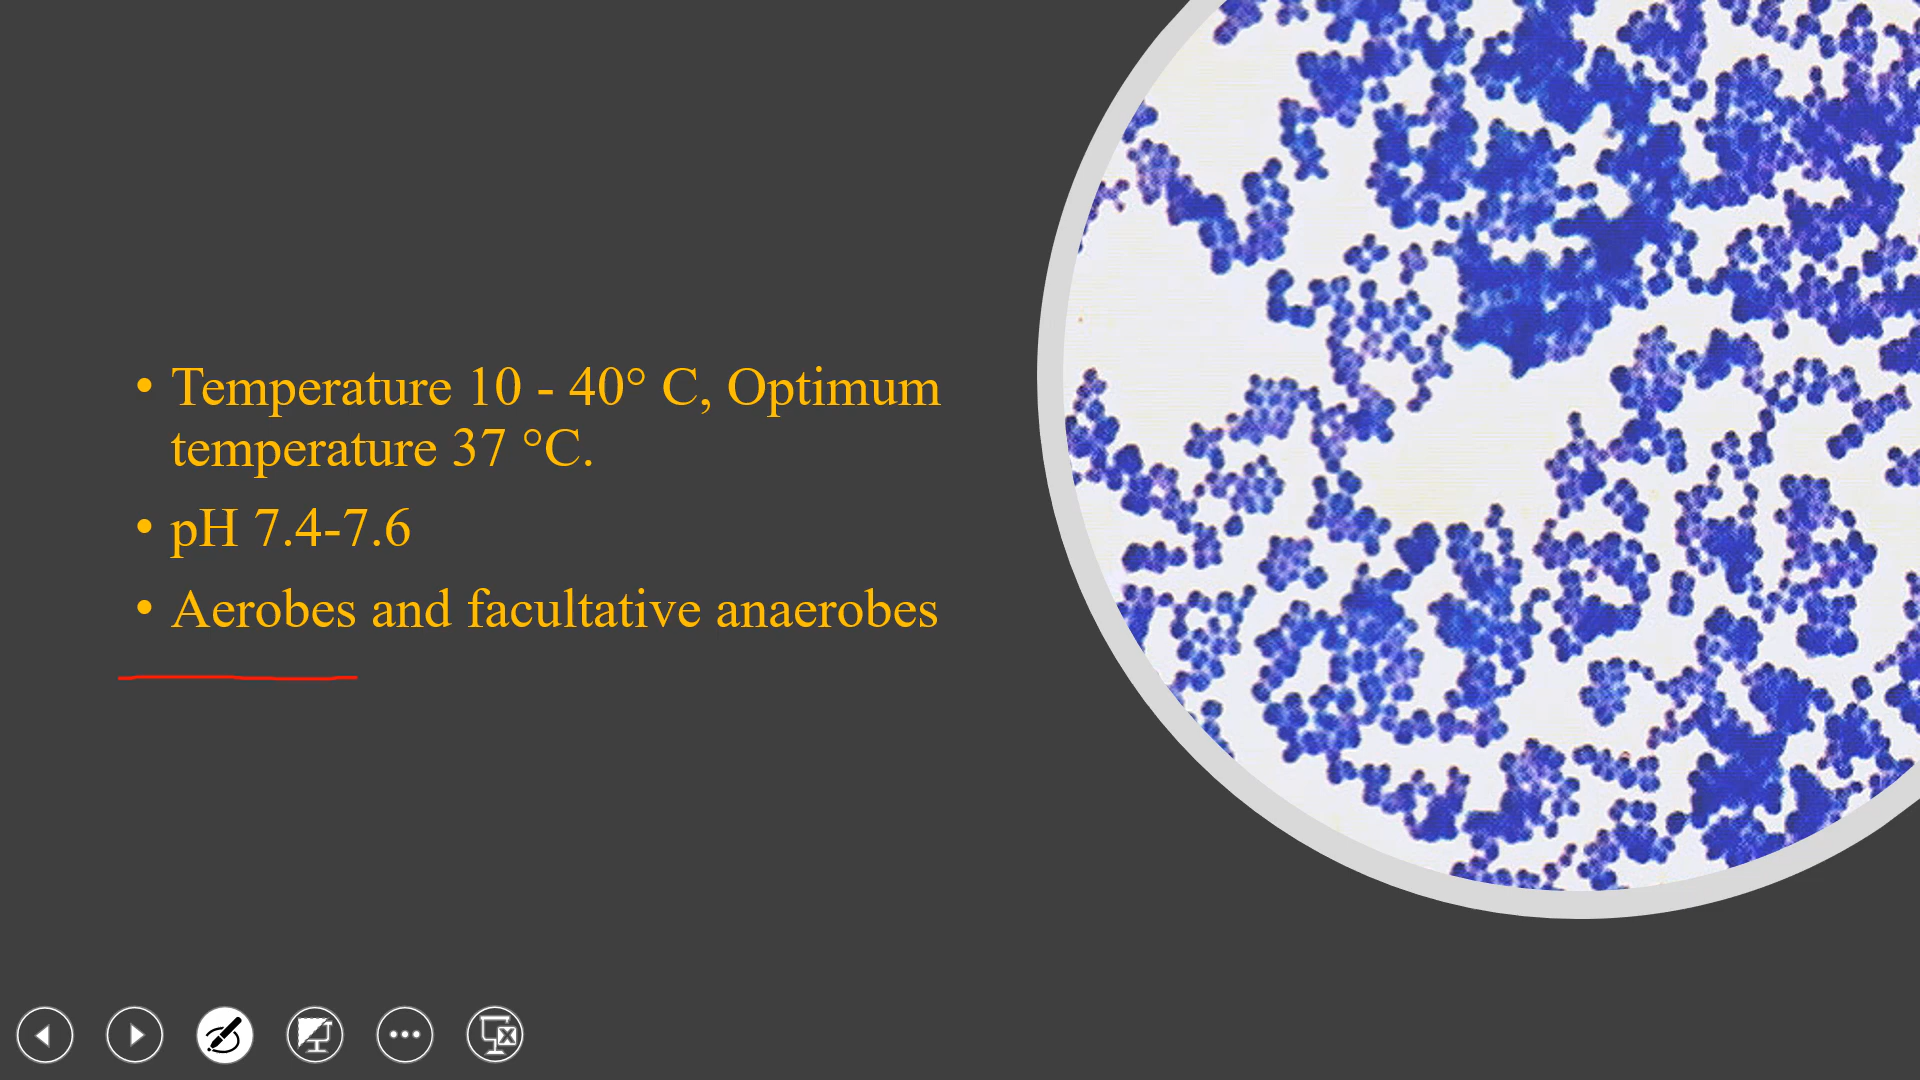 • Temperature 10 - 40° C, Optimum
temperature 37 °C.
• pH 7.4-7.6
• Aerobes and facultative anaerobes